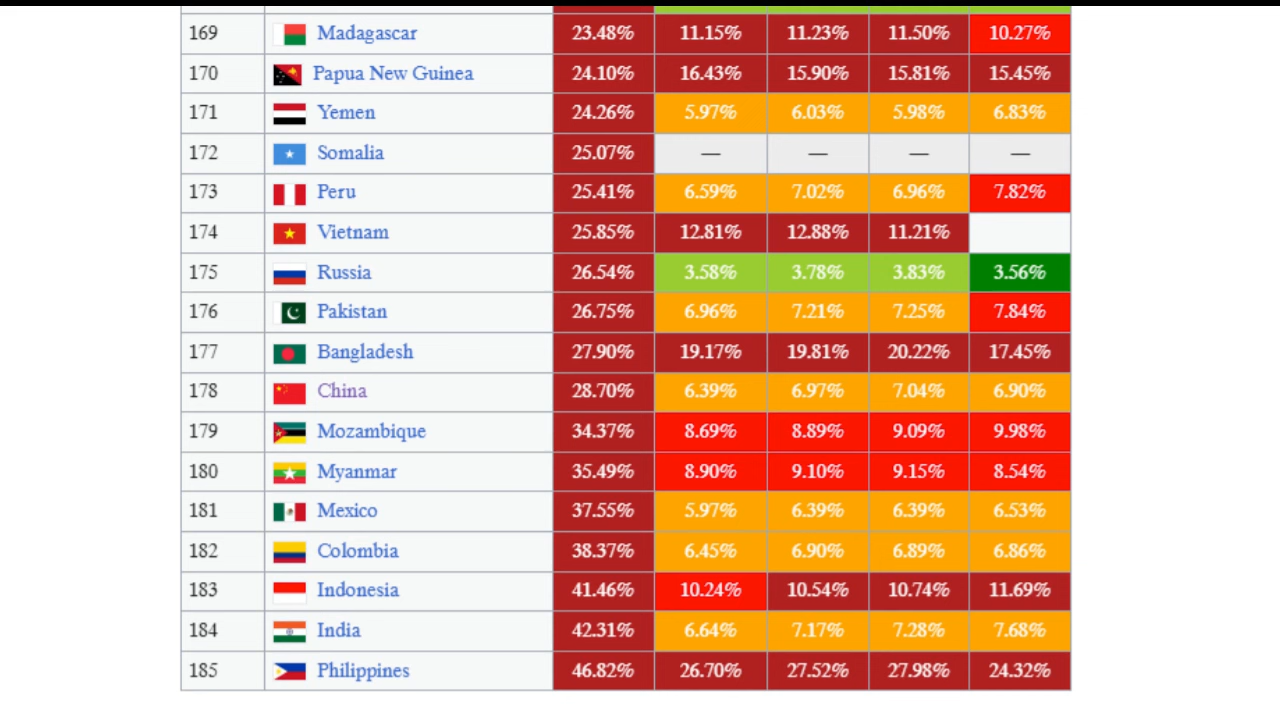 169 Madagascar 23.48% 11.15% 11.23% 11.50% 10.27%
170 Papua New Guinea 24.10% 16.43% 15.90% 15.81% 15.45%
171 Yemen 24.26% 5.97% 6.03% 5.98% 6.83%
172 Somalia 25.07% — — — —
173 Peru 25.41% 6.59% 7.02% 6.96% 7.82%
174 Vietnam 25.85% 12.81% 12.88% 11.21%
175 Russia 26.54% 3.58% 3.78% 3.83% 3.56%
176 Pakistan 26.75% 6.96% 7.21% 7.25% 7.84%
177 Bangladesh 27.90% 19.17% 19.81% 20.22% 17.45%
178 China 28.70% 6.39% 6.97% 7.04% 6.90%
179 Mozambique 34.37% 8.69% 8.89% 9.09% 9.98%
180 Myanmar 35.49% 8.90% 9.10% 9.15% 8.54%
181 Mexico 37.55% 5.97% 6.39% 6.39% 6.53%
182 Colombia 38.37% 6.45% 6.90% 6.89% 6.86%
183 Indonesia 41.46% 10.24% 10.54% 10.74% 11.69%
184 India 42.31% 6.64% 7.17% 7.28% 7.68%
185 Philippines 46.82% 26.70% 27.52% 27.98% 24.32%